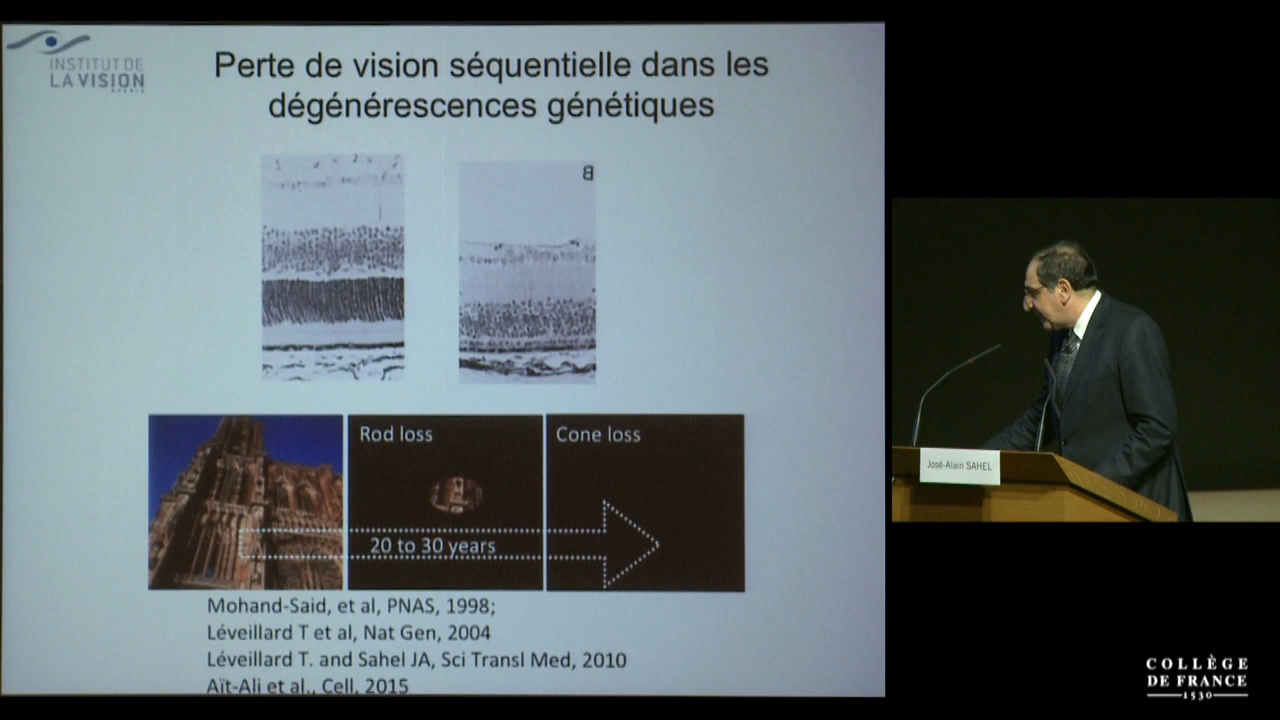 INSTITUT DE
LA VISION
PARIS
Perte de vision séquentielle dans les
dégénérescences génétiques
B
Rod loss
Cone loss
20 to 30 years
Mohand-Said, et al, PNAS, 1998;
Léveillard T et al, Nat Gen, 2004
Léveillard T. and Sahel JA, Sci Transl Med, 2010
Aït-Ali et al., Cell, 2015
José-Alain SAHEL
COLLÈGE
DE FRANCE
1530